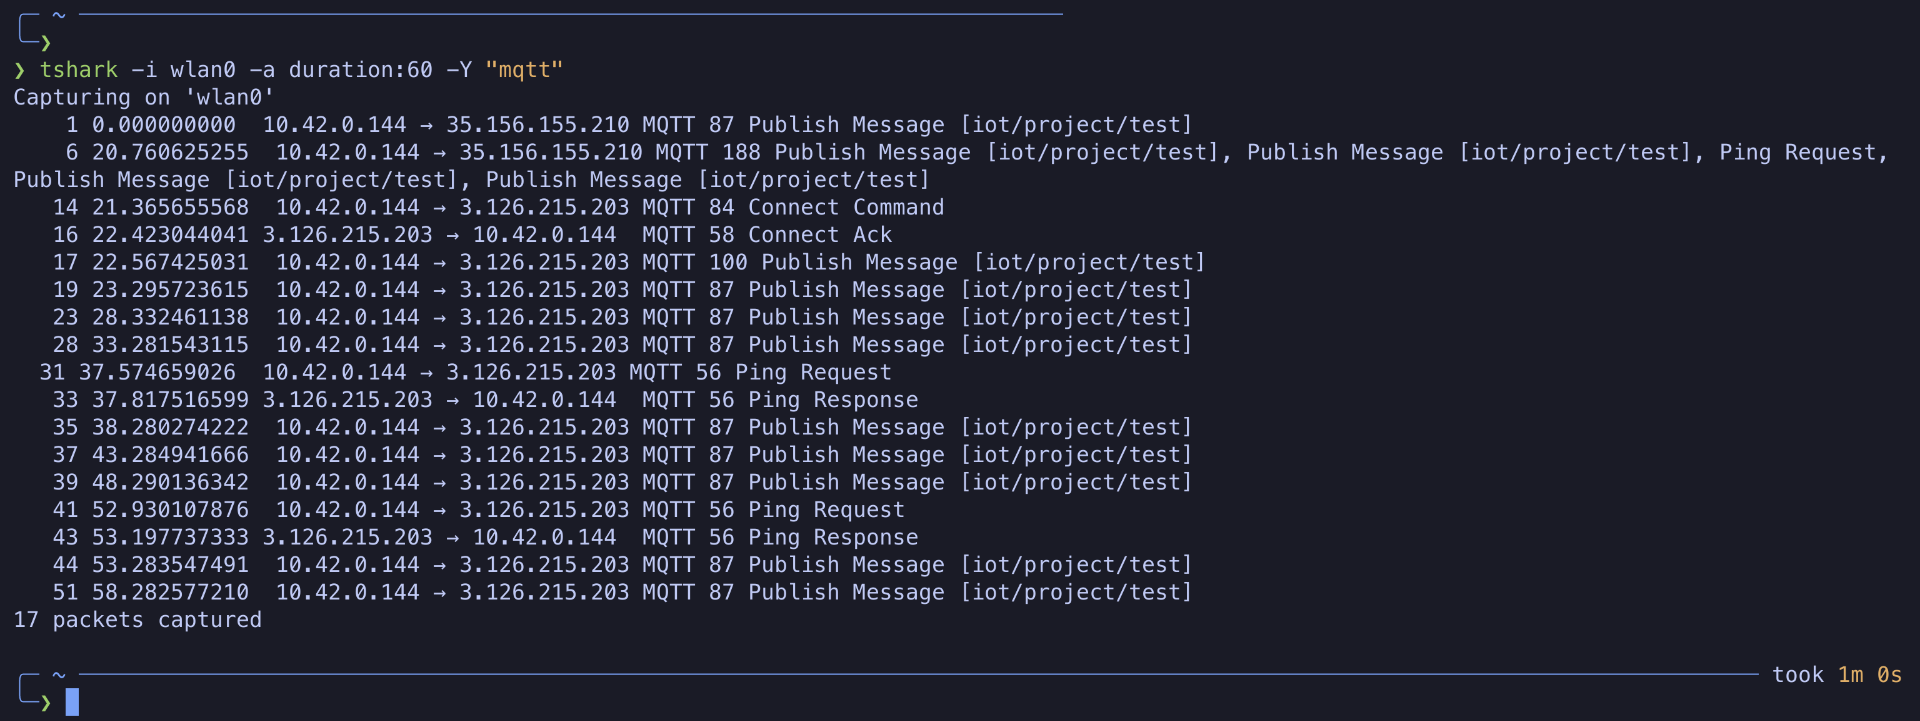 ~
❯
❯ tshark -i wlan0 -a duration:60 -Y "mqtt"
Capturing on 'wlan0'
    1 0.000000000  10.42.0.144 → 35.156.155.210 MQTT 87 Publish Message [iot/project/test]
    6 20.760625255  10.42.0.144 → 35.156.155.210 MQTT 188 Publish Message [iot/project/test], Publish Message [iot/project/test], Ping Request,
Publish Message [iot/project/test], Publish Message [iot/project/test]
   14 21.365655568  10.42.0.144 → 3.126.215.203 MQTT 84 Connect Command
   16 22.423044041 3.126.215.203 → 10.42.0.144  MQTT 58 Connect Ack
   17 22.567425031  10.42.0.144 → 3.126.215.203 MQTT 100 Publish Message [iot/project/test]
   19 23.295723615  10.42.0.144 → 3.126.215.203 MQTT 87 Publish Message [iot/project/test]
   23 28.332461138  10.42.0.144 → 3.126.215.203 MQTT 87 Publish Message [iot/project/test]
   28 33.281543115  10.42.0.144 → 3.126.215.203 MQTT 87 Publish Message [iot/project/test]
  31 37.574659026  10.42.0.144 → 3.126.215.203 MQTT 56 Ping Request
   33 37.817516599 3.126.215.203 → 10.42.0.144  MQTT 56 Ping Response
   35 38.280274222  10.42.0.144 → 3.126.215.203 MQTT 87 Publish Message [iot/project/test]
   37 43.284941666  10.42.0.144 → 3.126.215.203 MQTT 87 Publish Message [iot/project/test]
   39 48.290136342  10.42.0.144 → 3.126.215.203 MQTT 87 Publish Message [iot/project/test]
   41 52.930107876  10.42.0.144 → 3.126.215.203 MQTT 56 Ping Request
   43 53.197737333 3.126.215.203 → 10.42.0.144  MQTT 56 Ping Response
   44 53.283547491  10.42.0.144 → 3.126.215.203 MQTT 87 Publish Message [iot/project/test]
   51 58.282577210  10.42.0.144 → 3.126.215.203 MQTT 87 Publish Message [iot/project/test]
17 packets captured
~ took 1m 0s
❯